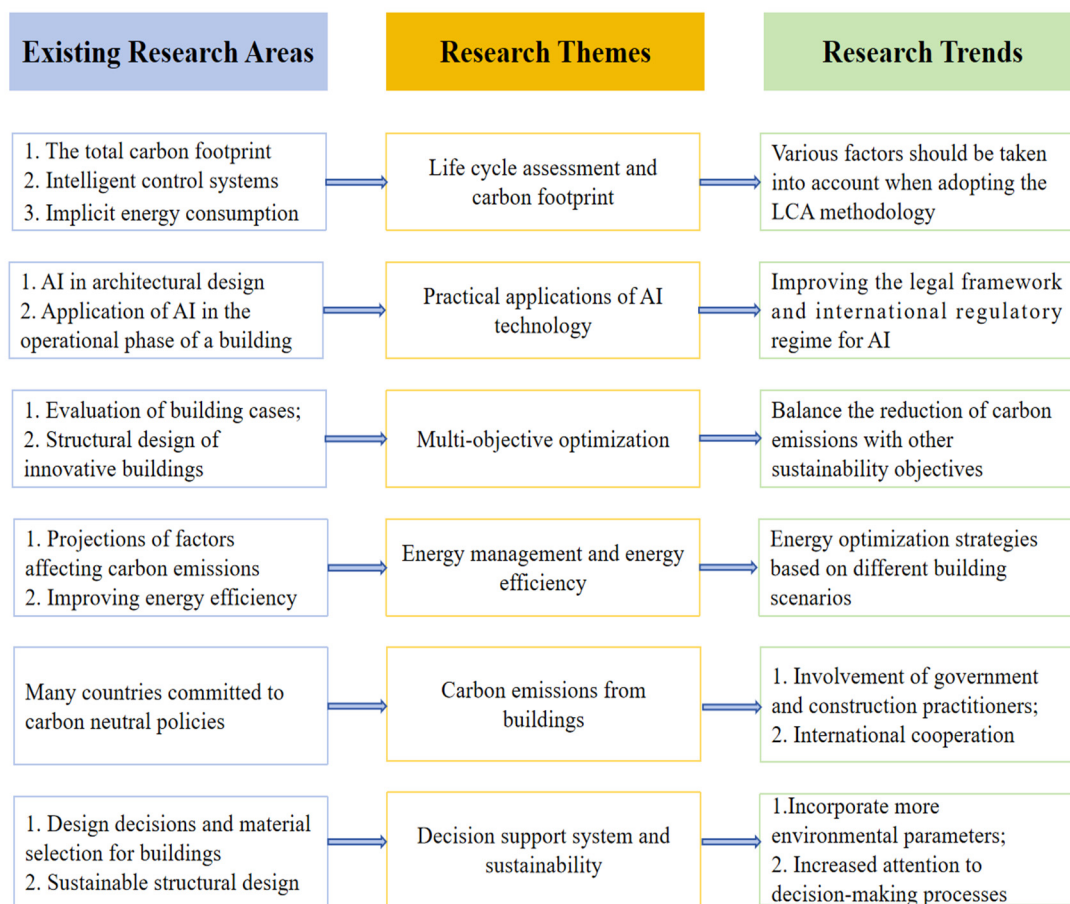 Existing Research Areas
Research Themes
Research Trends
1. The total carbon footprint
2. Intelligent control systems
3. Implicit energy consumption
Life cycle assessment and
carbon footprint
Various factors should be taken
into account when adopting the
LCA methodology
1. AI in architectural design
2. Application of AI in the
operational phase of a building
Practical applications of AI
technology
Improving the legal framework
and international regulatory
regime for AI
1. Evaluation of building cases;
2. Structural design of
innovative buildings
Multi-objective optimization
Balance the reduction of carbon
emissions with other
sustainability objectives
1. Projections of factors
affecting carbon emissions
2. Improving energy efficiency
Energy management and energy
efficiency
Energy optimization strategies
based on different building
scenarios
Many countries committed to
carbon neutral policies
Carbon emissions from
buildings
1. Involvement of government
and construction practitioners;
2. International cooperation
1. Design decisions and material
selection for buildings
2. Sustainable structural design
Decision support system and
sustainability
1.Incorporate more
environmental parameters;
2. Increased attention to
decision-making processes